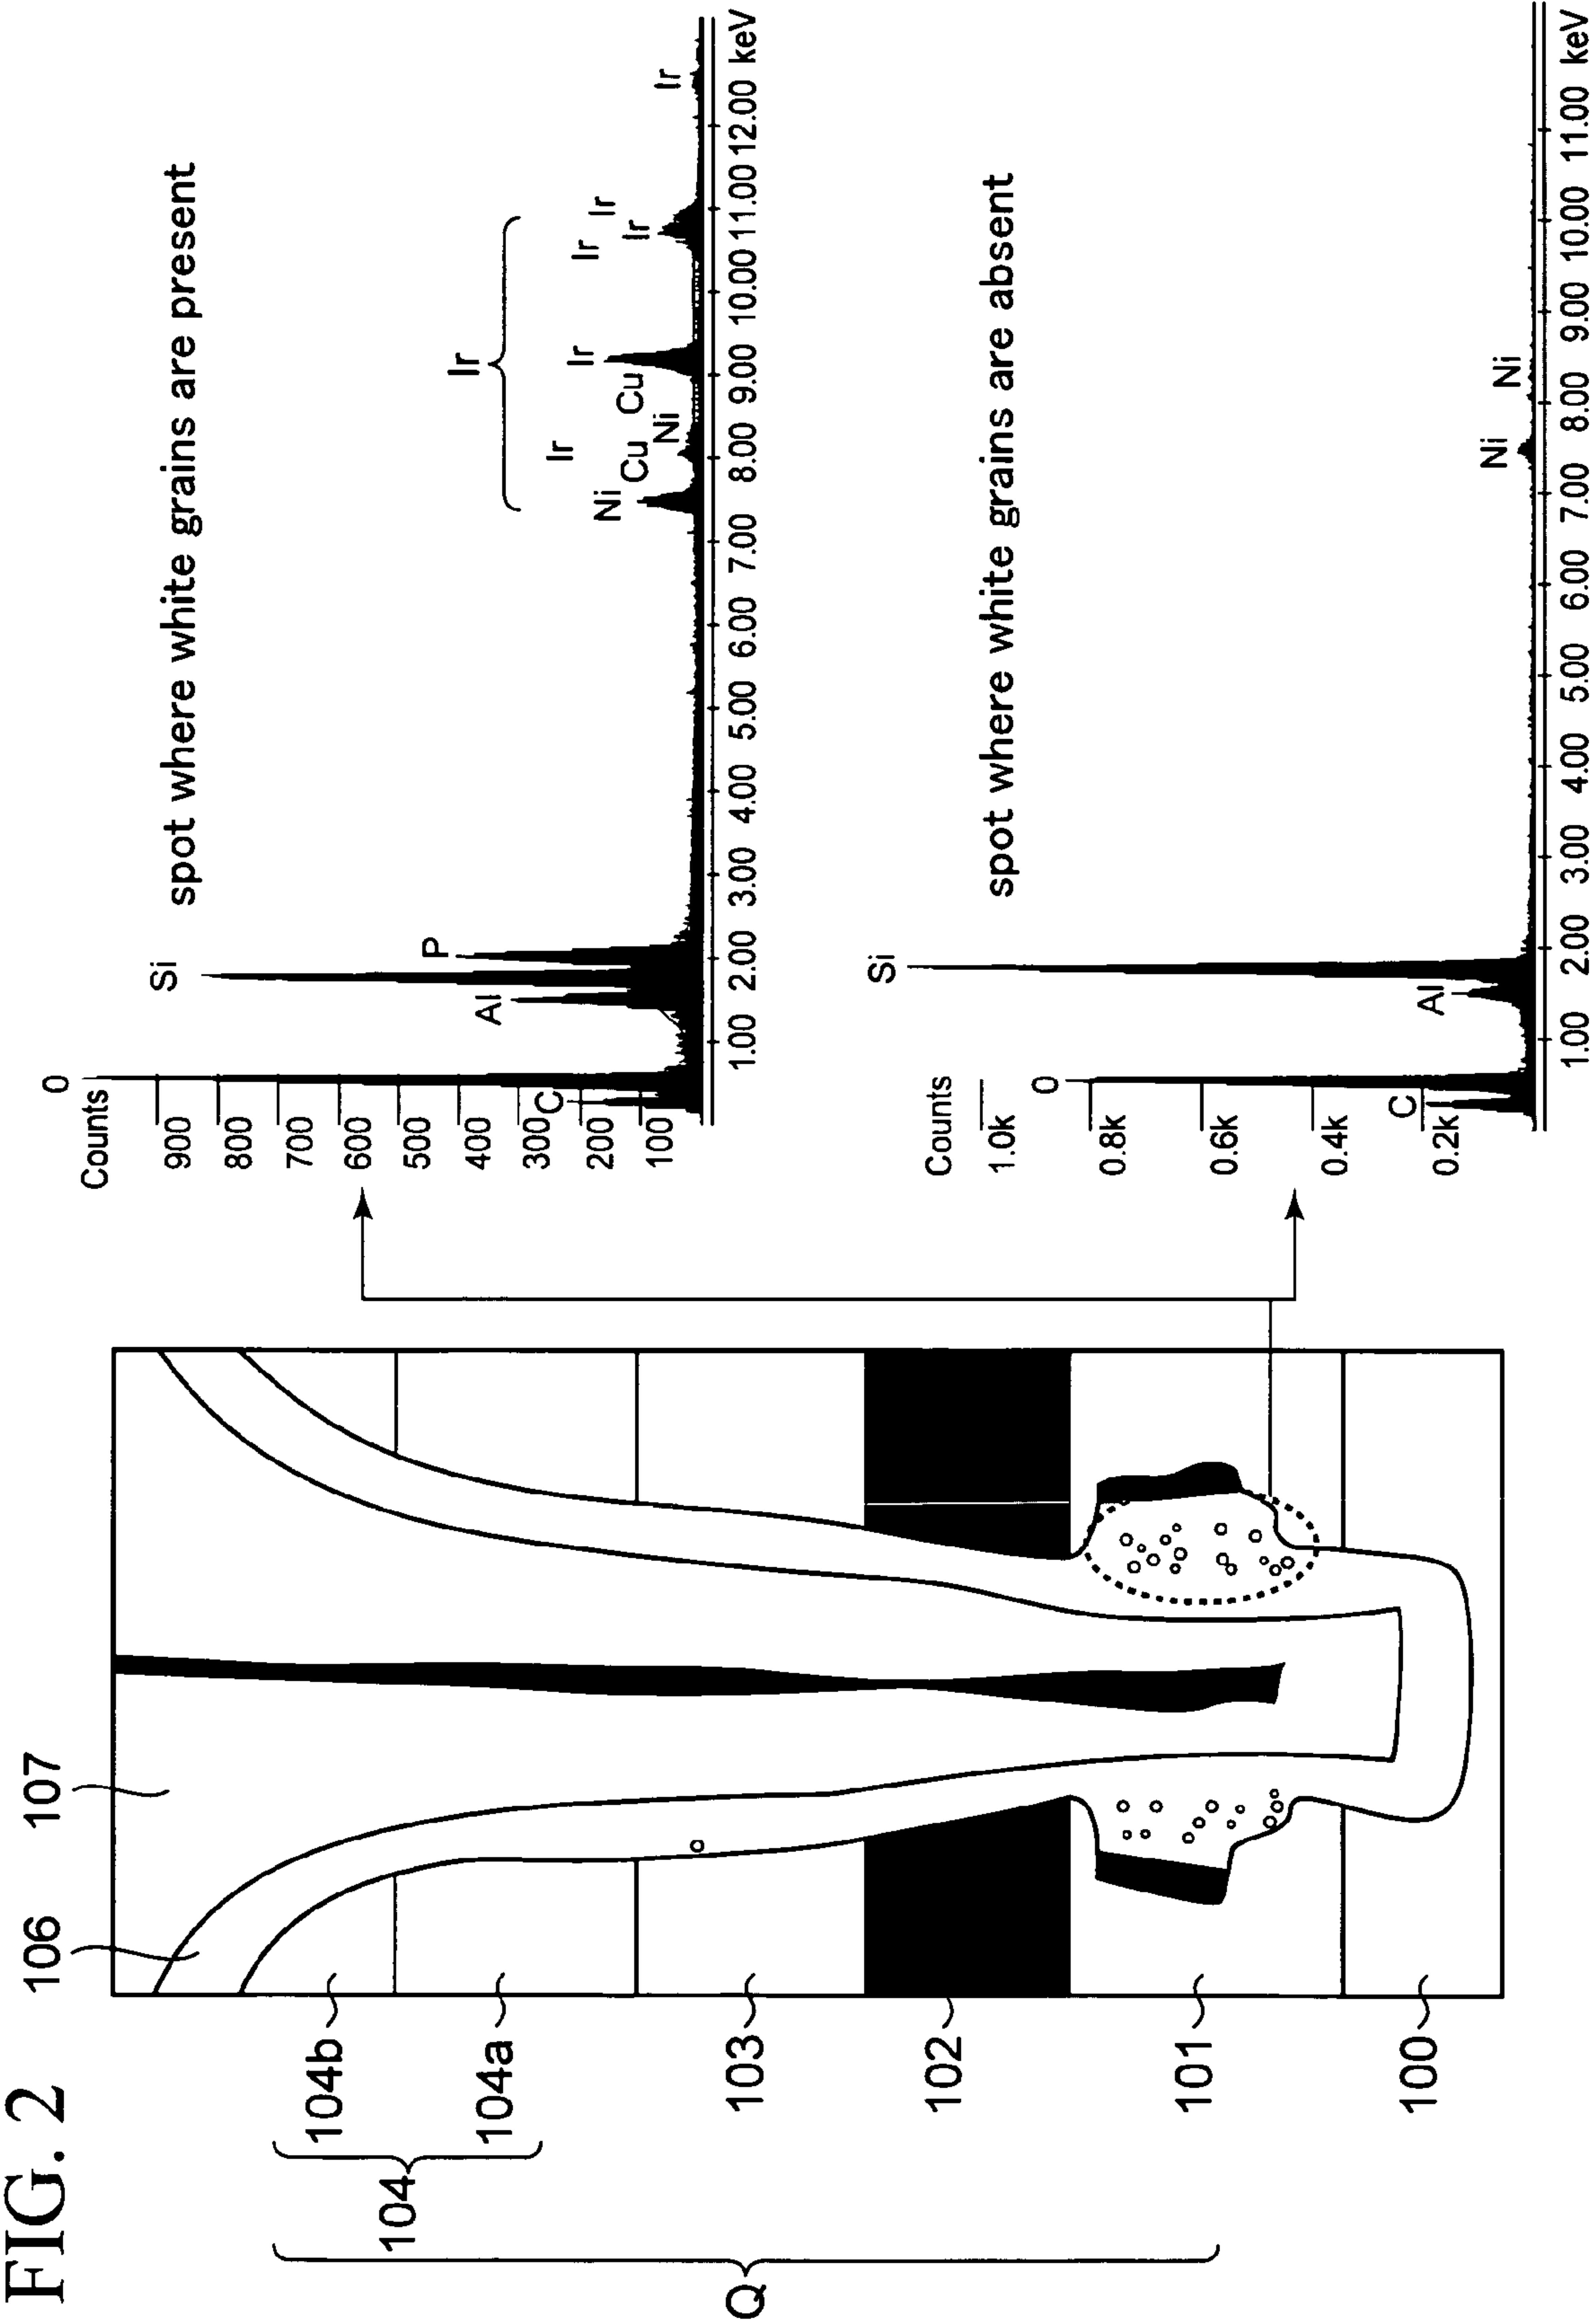 FIG. 2
106
107
Q
104
104b
104a
103
102
101
100
spot where white grains are present
Counts
900
800
700
600
500
400
300
200
100
0
C
Al
Si
P
Ir
Ni
Ir
Cu
Ni
Cu
Ir
Ir
Ir
Ir
Ir
1.00 2.00 3.00 4.00 5.00 6.00 7.00 8.00 9.00 10.00 11.00 12.00 keV
spot where white grains are absent
Counts
1.0k
0.8k
0.6k
0.4k
0.2k
0
C
Al
Si
Ni
Ni
1.00 2.00 3.00 4.00 5.00 6.00 7.00 8.00 9.00 10.00 11.00 keV